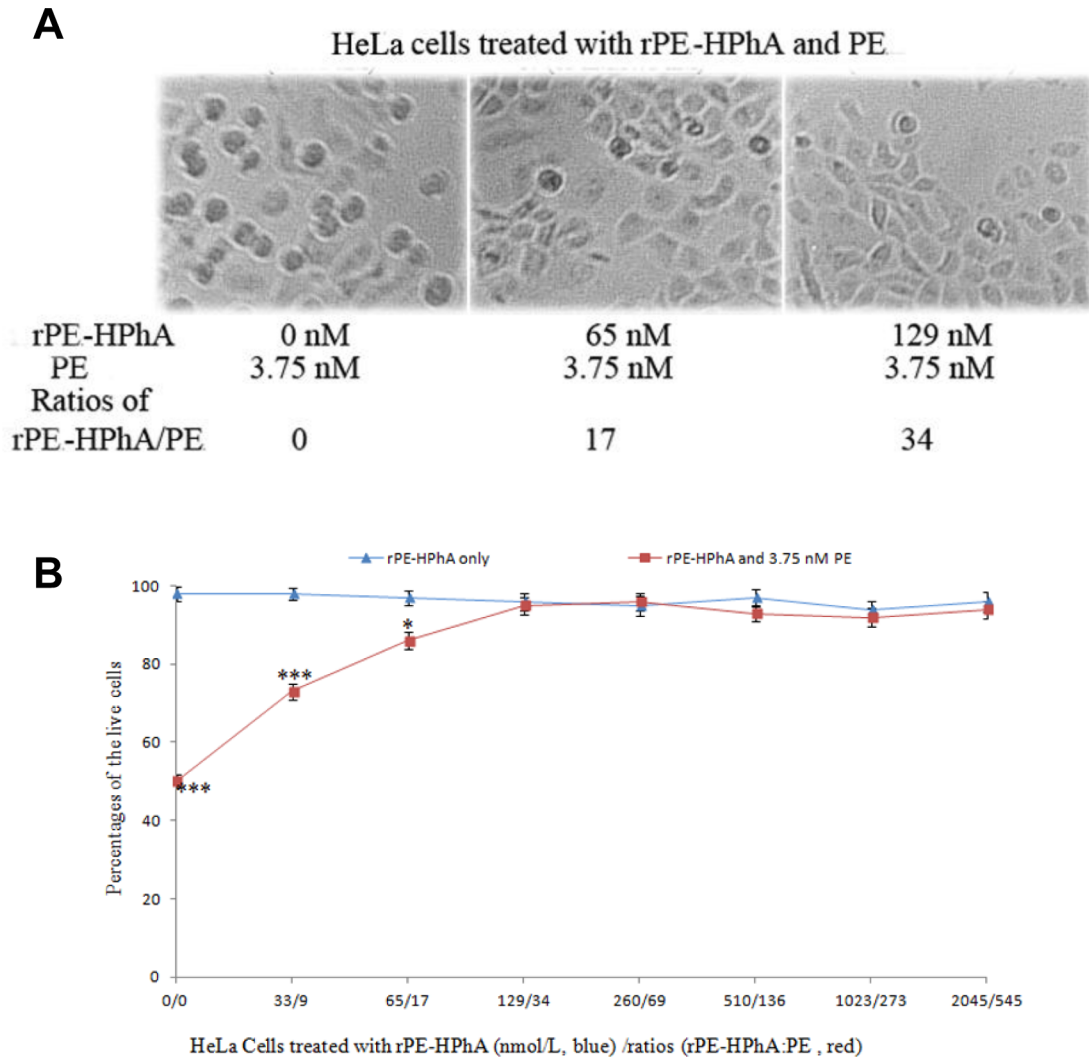 A
HeLa cells treated with rPE-HPhA and PE
rPE-HPhA 0 nM 65 nM 129 nM
PE 3.75 nM 3.75 nM 3.75 nM
Ratios of
rPE-HPhA/PE 0 17 34
B
rPE-HPhA only rPE-HPhA and 3.75 nM PE
Percentages of the live cells
100
80
60
40
20
0
*
***
***
0/0 33/9 65/17 129/34 260/69 510/136 1023/273 2045/545
HeLa Cells treated with rPE-HPhA (nmol/L, blue) /ratios (rPE-HPhA:PE , red)